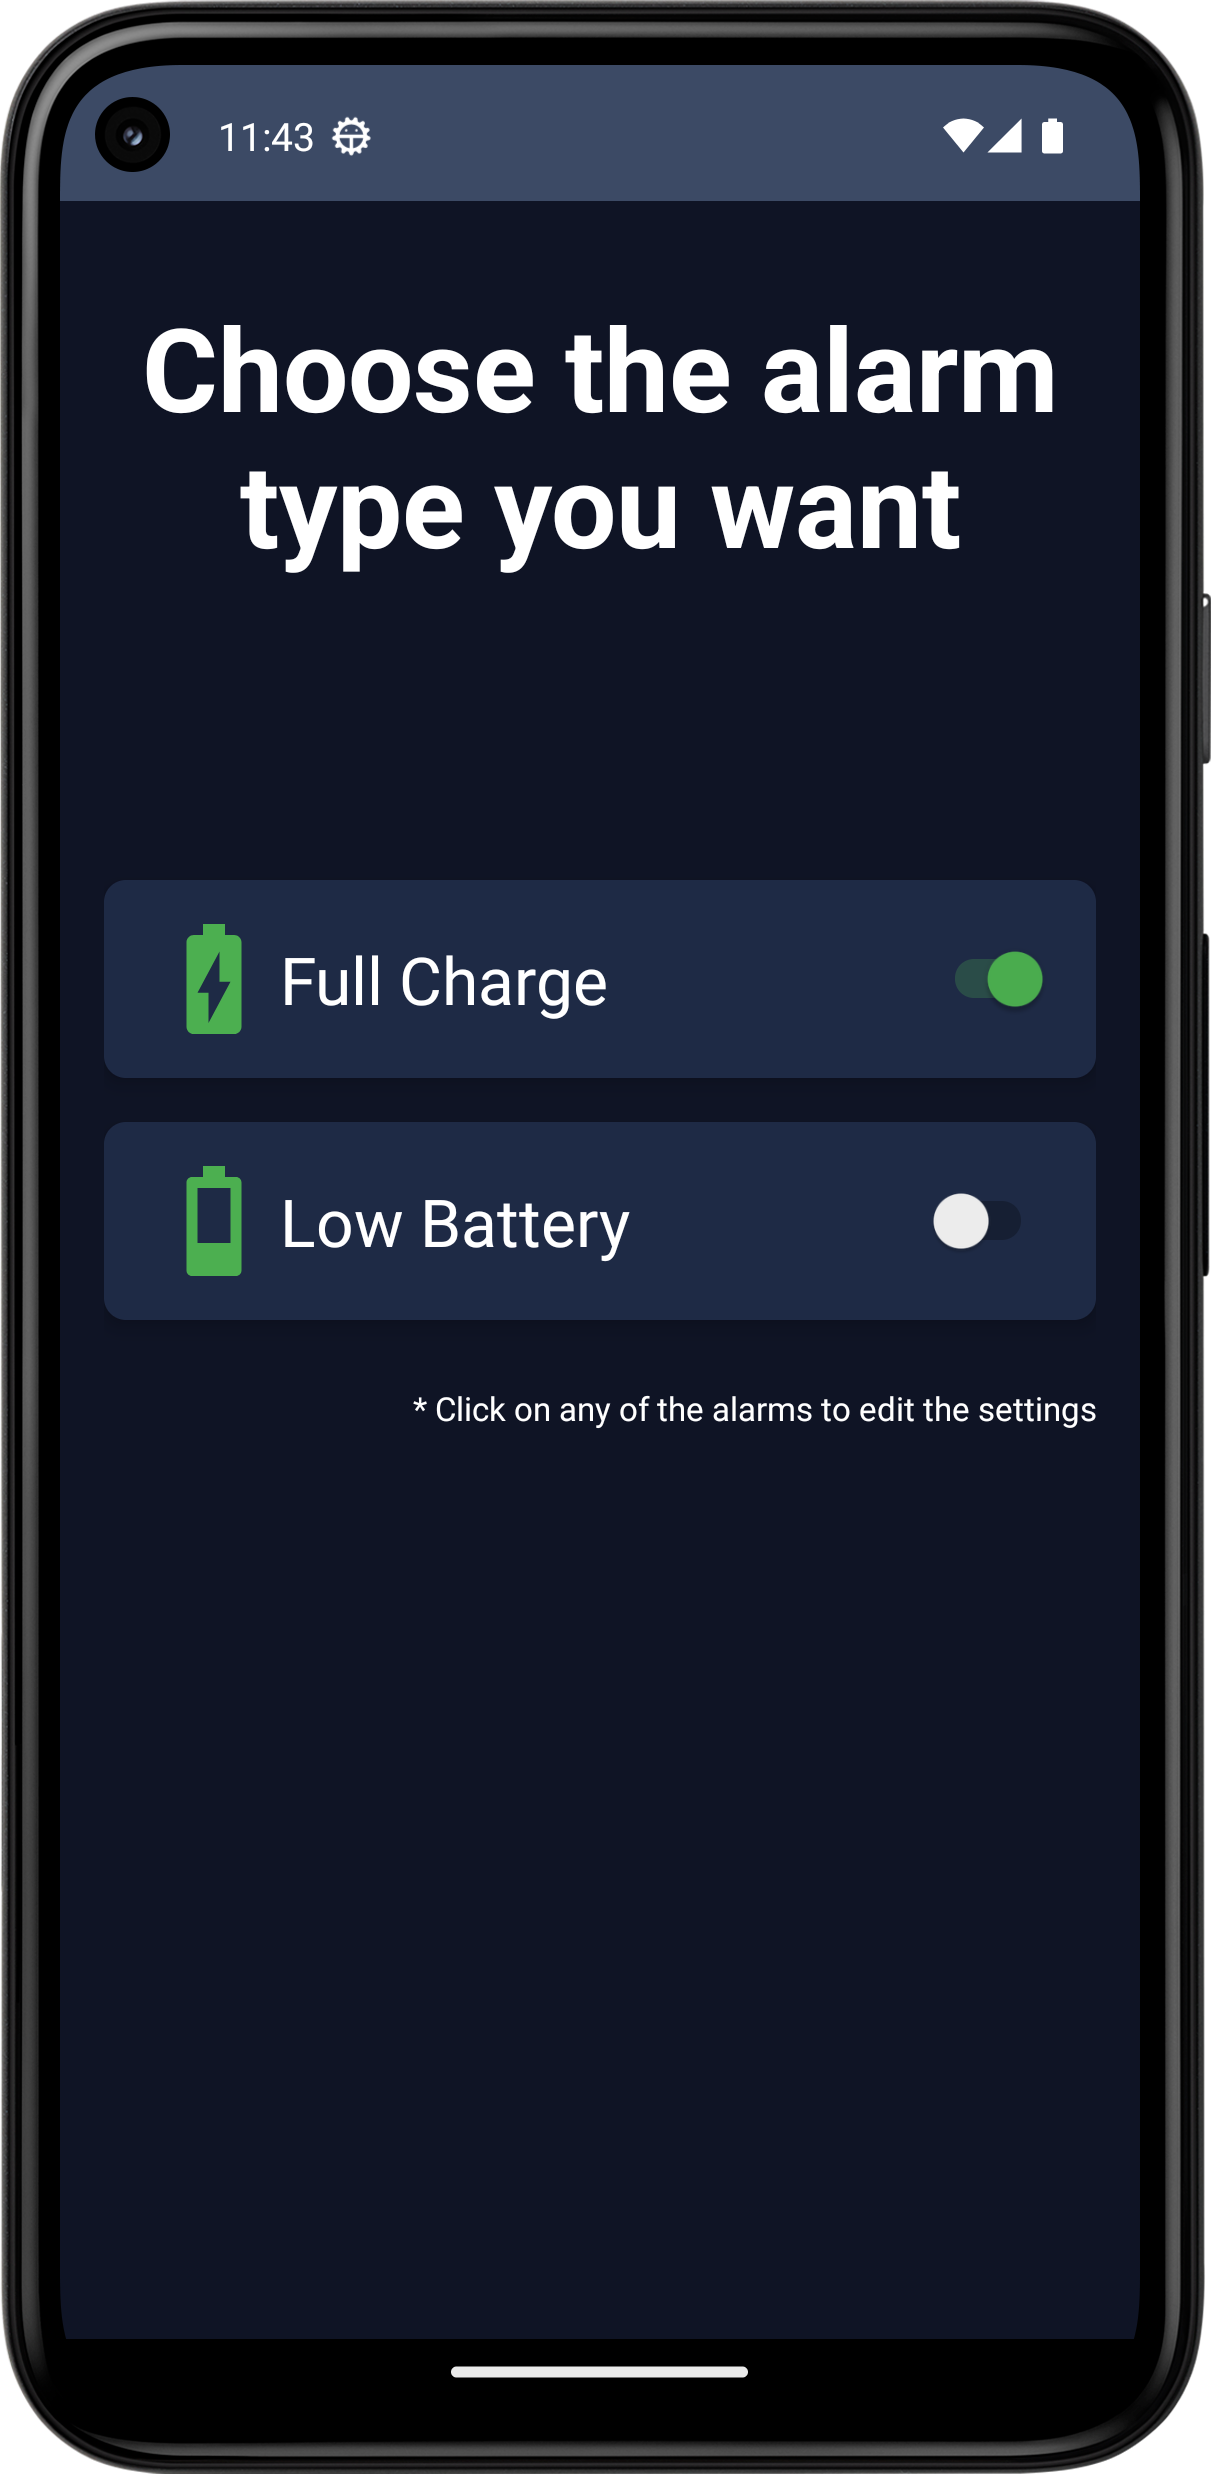 11:43
Choose the alarm
type you want
Full Charge
Low Battery
* Click on any of the alarms to edit the settings